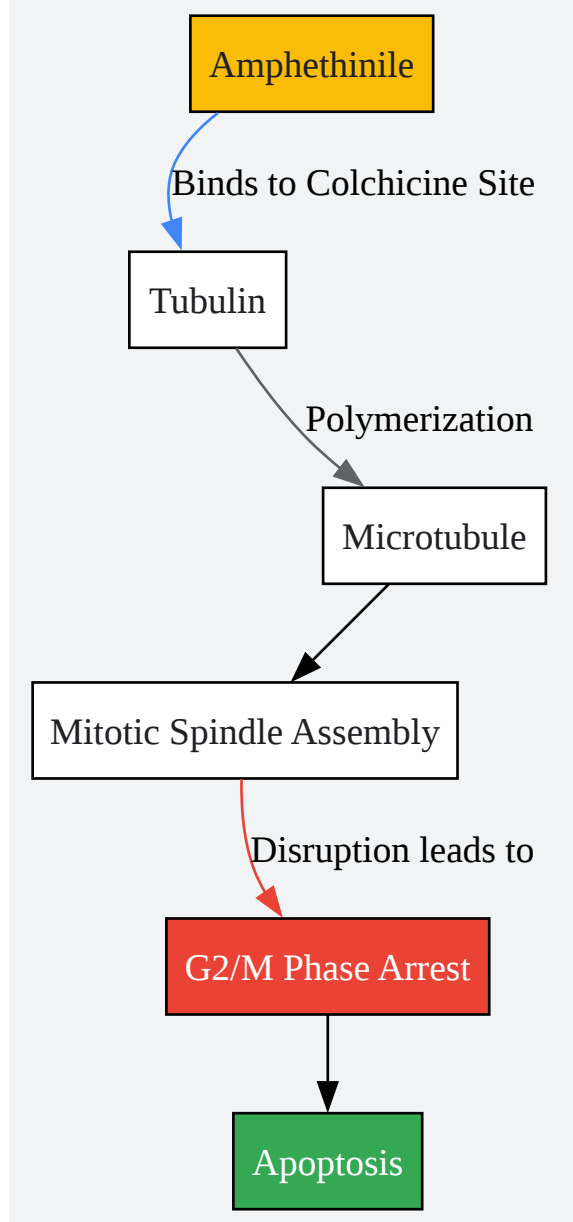 Amphethinile
Binds to Colchicine Site
Tubulin
Polymerization
Microtubule
Mitotic Spindle Assembly
Disruption leads to
G2/M Phase Arrest
Apoptosis